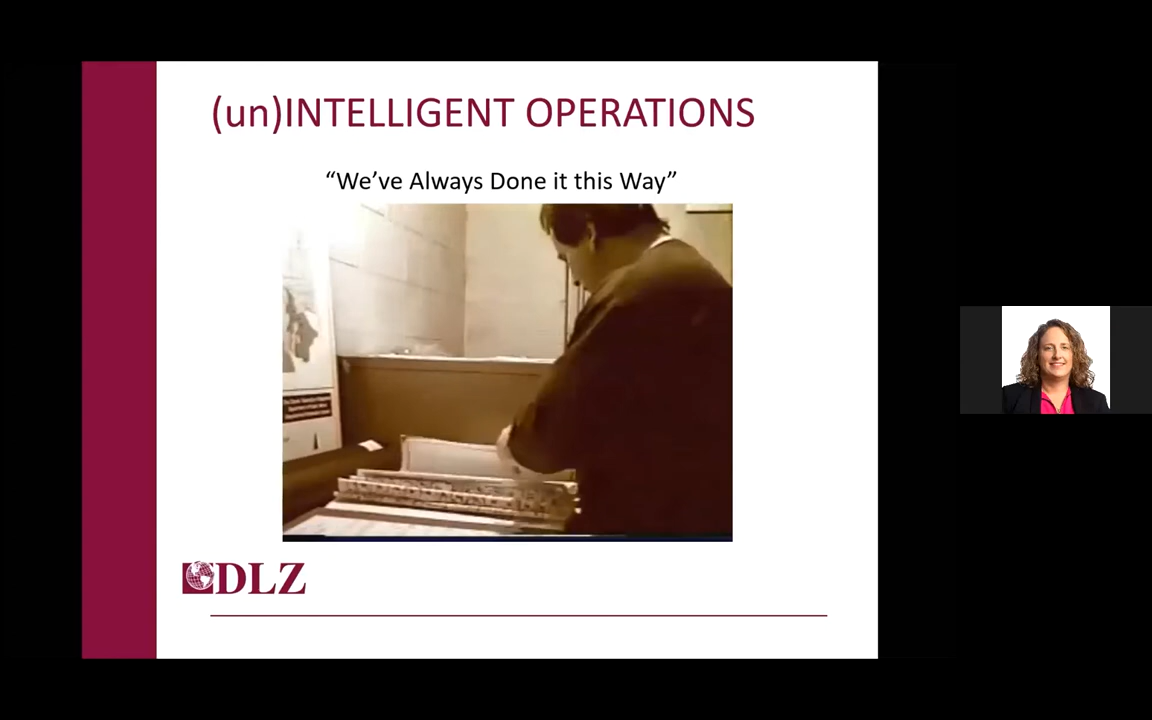 (un)INTELLIGENT OPERATIONS
“We’ve Always Done it this Way”
DLZ